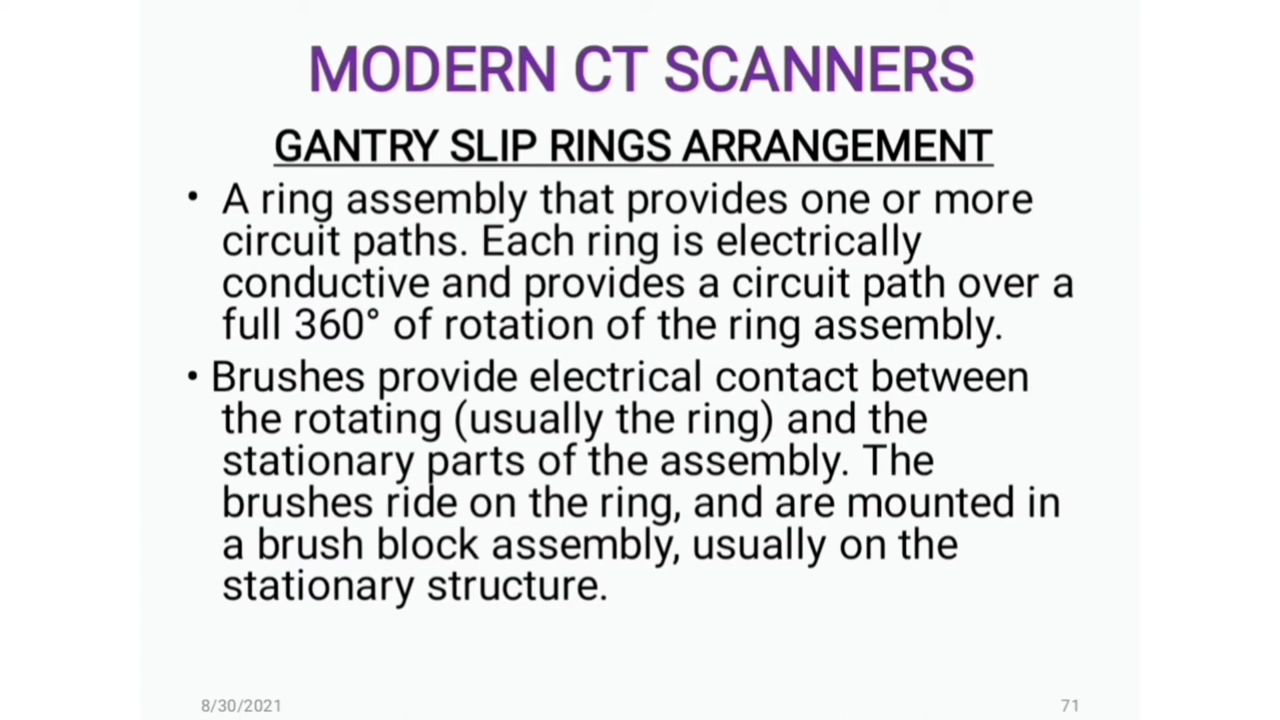 MODERN CT SCANNERS
GANTRY SLIP RINGS ARRANGEMENT
• A ring assembly that provides one or more
circuit paths. Each ring is electrically
conductive and provides a circuit path over a
full 360° of rotation of the ring assembly.
• Brushes provide electrical contact between
the rotating (usually the ring) and the
stationary parts of the assembly. The
brushes ride on the ring, and are mounted in
a brush block assembly, usually on the
stationary structure.
8/30/2021
71